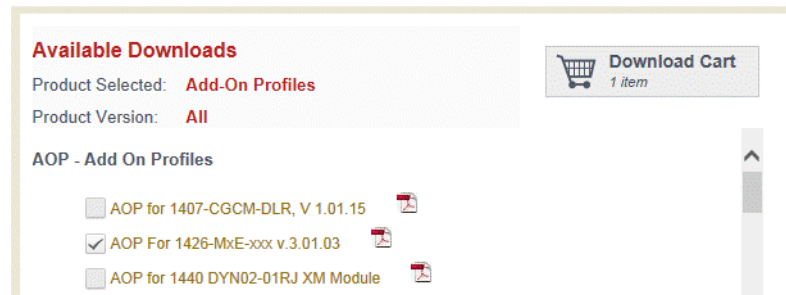 Available Downloads
Download Cart
1 item
Product Selected: Add-On Profiles
Product Version: All
AOP - Add On Profiles
AOP for 1407-CGCM-DLR, V 1.01.15
AOP For 1426-MxE-xxx v.3.01.03
AOP for 1440 DYN02-01RJ XM Module